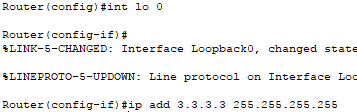 Router(config)#int lo 0
Router(config-if)#
%LINK-5-CHANGED: Interface Loopback0, changed state
%LINEPROTO-5-UPDOWN: Line protocol on Interface Loo
Router(config-if)#ip add 3.3.3.3 255.255.255.255